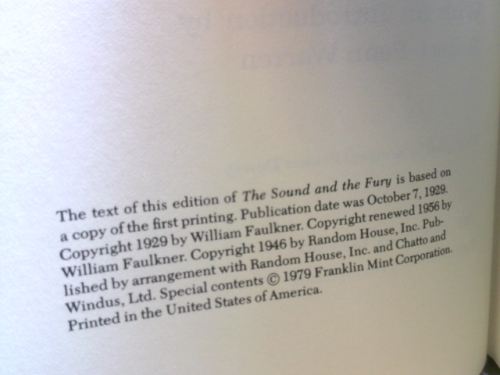 The text of this edition of The Sound and the Fury is based on
a copy of the first printing. Publication date was October 7, 1929.
Copyright 1929 by William Faulkner. Copyright renewed 1956 by
William Faulkner. Copyright 1946 by Random House, Inc. Pub-
lished by arrangement with Random House, Inc. and Chatto and
Windus, Ltd. Special contents © 1979 Franklin Mint Corporation.
Printed in the United States of America.